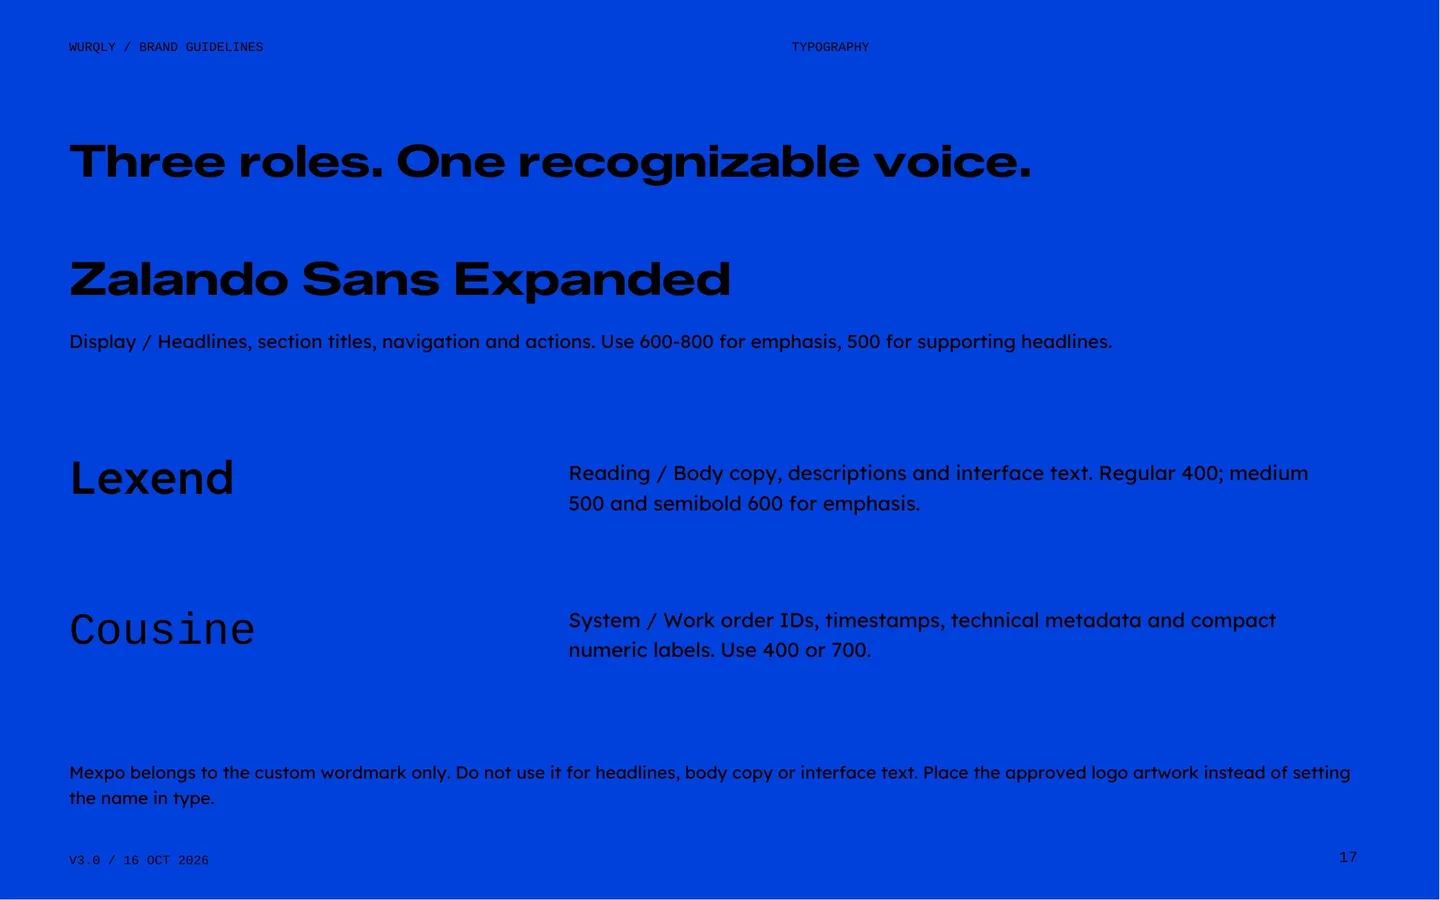 WURQLY / BRAND GUIDELINES
TYPOGRAPHY
Three roles. One recognizable voice.
Zalando Sans Expanded
Display / Headlines, section titles, navigation and actions. Use 600-800 for emphasis, 500 for supporting headlines.
Lexend
Reading / Body copy, descriptions and interface text. Regular 400; medium
500 and semibold 600 for emphasis.
Cousine
System / Work order IDs, timestamps, technical metadata and compact
numeric labels. Use 400 or 700.
Mexpo belongs to the custom wordmark only. Do not use it for headlines, body copy or interface text. Place the approved logo artwork instead of setting
the name in type.
V3.0 / 16 OCT 2026
17